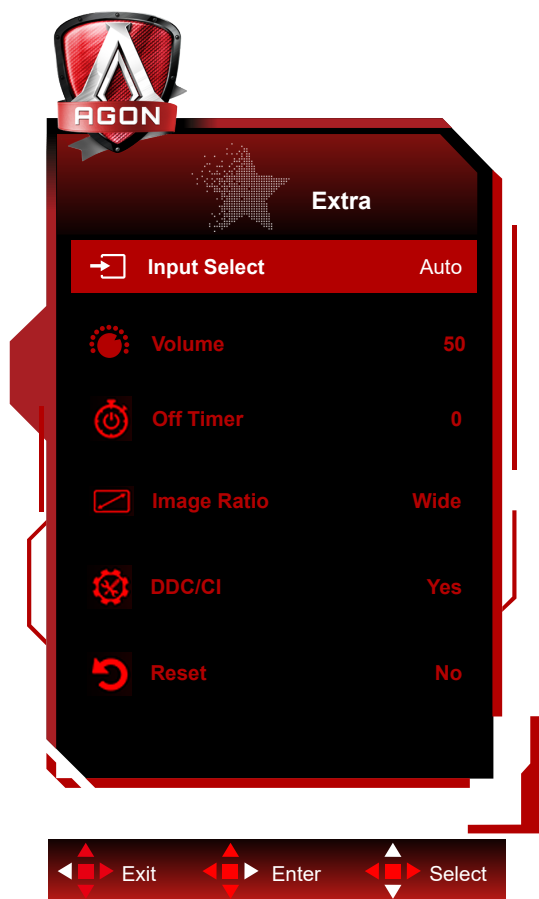 AGON
Extra
Input Select Auto
Volume 50
Off Timer 0
Image Ratio Wide
DDC/CI Yes
Reset No
Exit Enter Select